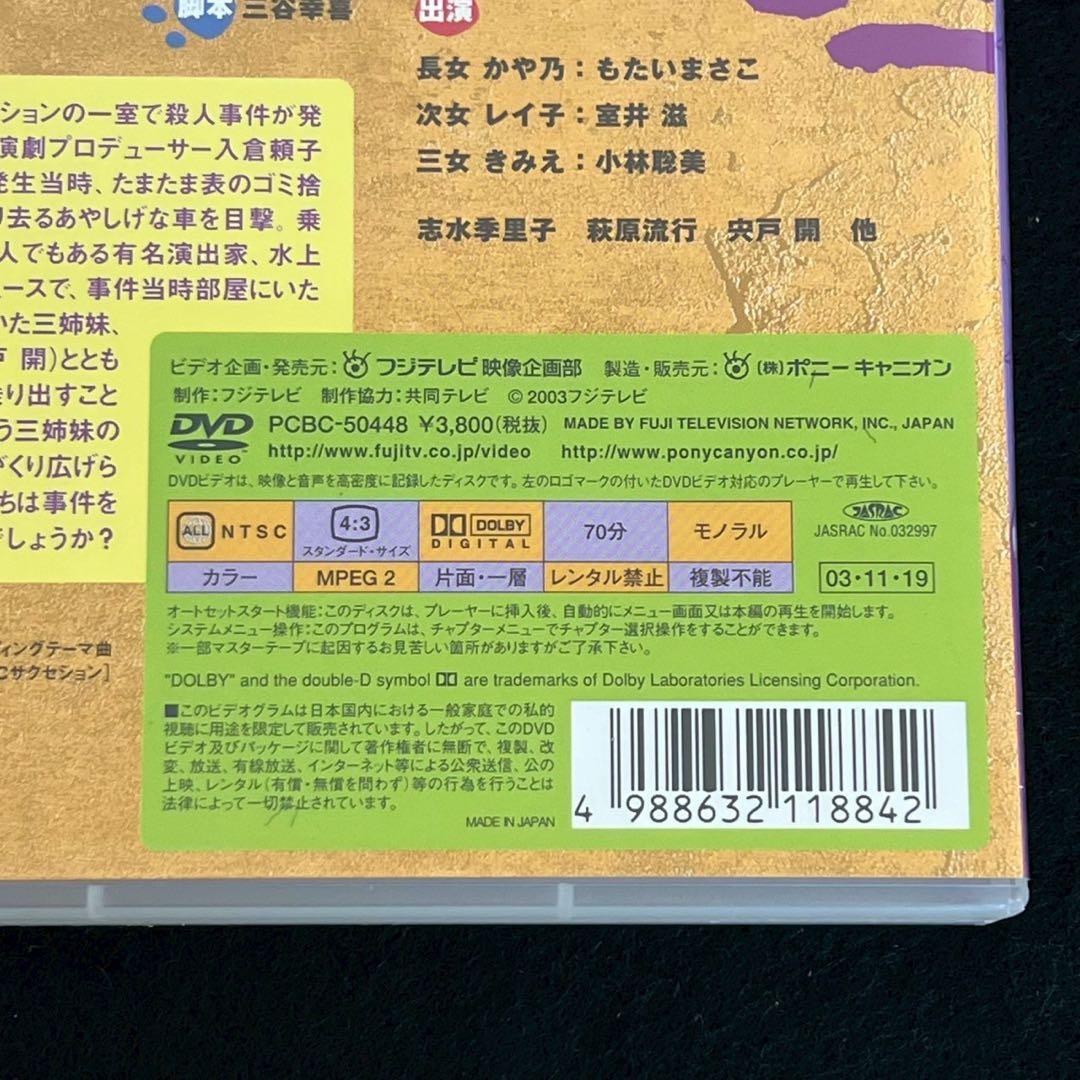 脚本 三谷幸喜
出演
長女 かや乃：もたいまさこ
次女 レイ子：室井 滋
三女 きみえ：小林聡美
志水季里子 萩原流行 宍戸 開 他
ションの一室で殺人事件が発
演劇プロデューサー入倉頼子
発生当時、たまたま表のゴミ捨
り去るあやしげな車を目撃。乗
人でもある有名演出家、水上
ュースで、事件当時部屋にいた
いた三姉妹、
戸 開)ととも
乗り出すこと
う三姉妹の
がくり広げら
ちは事件を
でしょうか？
ィングテーマ曲
Cサクセション]
ビデオ企画・発売元：フジテレビ映像企画部 製造・販売元：(株)ポニーキャニオン
制作：フジテレビ 制作協力：共同テレビ ©2003フジテレビ
DVD VIDEO PCBC-50448 ¥3,800(税抜) MADE BY FUJI TELEVISION NETWORK, INC., JAPAN
http://www.fujitv.co.jp/video http://www.ponycanyon.co.jp/
DVDビデオは、映像と音声を高密度に記録したディスクです。左のロゴマークの付いたDVDビデオ対応のプレーヤーで再生して下さい。
ALL NTSC 4:3 スタンダード・サイズ DOLBY DIGITAL 70分 モノラル
カラー MPEG 2 片面・一層 レンタル禁止 複製不能
JASRAC
JASRAC No.032997
03・11・19
オートセットスタート機能：このディスクは、プレーヤーに挿入後、自動的にメニュー画面又は本編の再生を開始します。
システムメニュー操作：このプログラムは、チャプターメニューでチャプター選択操作をすることができます。
※一部マスターテープに起因するお見苦しい箇所がありますがご了承下さい。
"DOLBY" and the double-D symbol are trademarks of Dolby Laboratories Licensing Corporation.
■このビデオグラムは日本国内における一般家庭での私的
視聴に用途を限定して販売されています。したがって、このDVD
ビデオ及びパッケージに関して著作権者に無断で、複製、改
変、放送、有線放送、インターネット等による公衆送信、公の
上映、レンタル(有償・無償を問わず)等の行為を行うことは
法律によって一切禁止されています。
MADE IN JAPAN
4 988632 118842